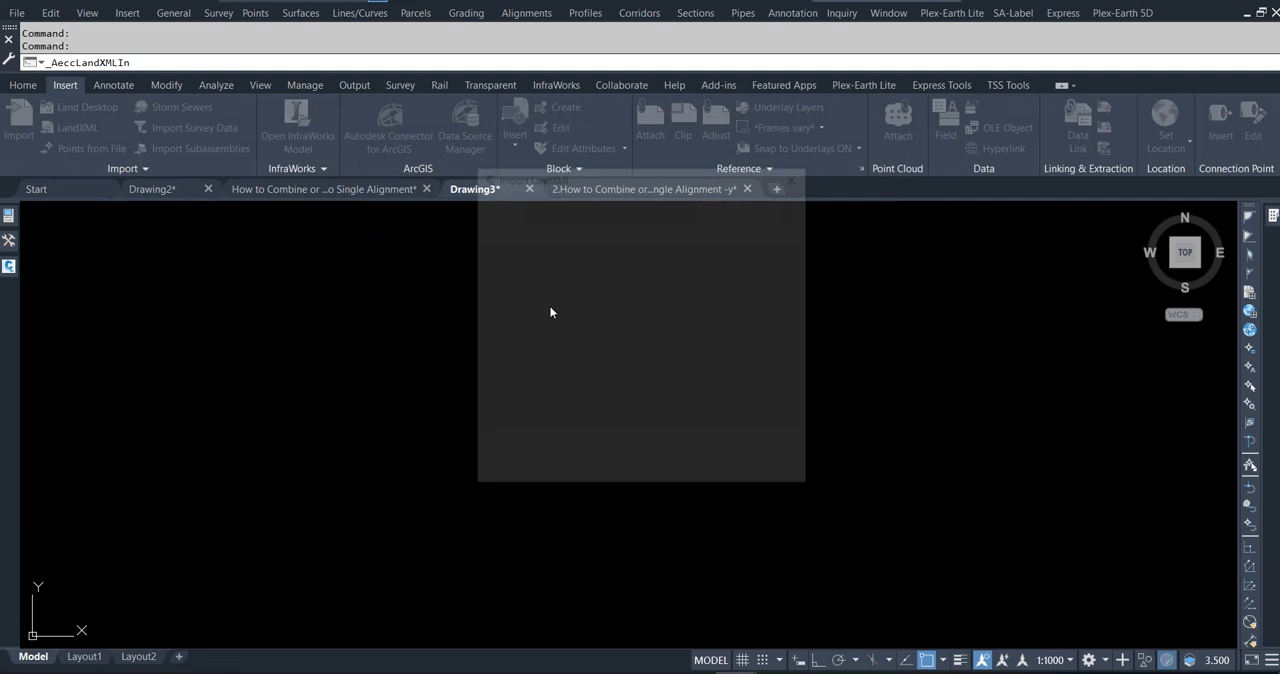 File Edit View Insert General Survey Points Surfaces Lines/Curves Parcels Grading Alignments Profiles Corridors Sections Pipes Annotation Inquiry Window Plex-Earth Lite SA-Label Express Plex-Earth 5D
Command:
Command:
_AeccLandXMLIn
Home Insert Annotate Modify Analyze View Manage Output Survey Rail Transparent InfraWorks Collaborate Help Add-ins Featured Apps Plex-Earth Lite Express Tools TSS Tools
Land Desktop Storm Sewers Create Underlay Layers
Import LandXML Import Survey Data Open InfraWorks Model Autodesk Connector for ArcGIS Data Source Manager Insert Edit Attach Clip Adjust *Frames vary* Attach Field OLE Object Data Link Set Location Insert Edit
Points from File Import Subassemblies Edit Attributes Snap to Underlays ON Hyperlink
Import InfraWorks ArcGIS Block Reference Point Cloud Data Linking & Extraction Location Connection Point
Import LandXML
Start Drawing2* How to Combine or ...o Single Alignment* Drawing3* 2.How to Combine or...ngle Alignment -y*
N
W TOP E
S
WCS
Y
X
Model Layout1 Layout2 MODEL 1:1000 3.500